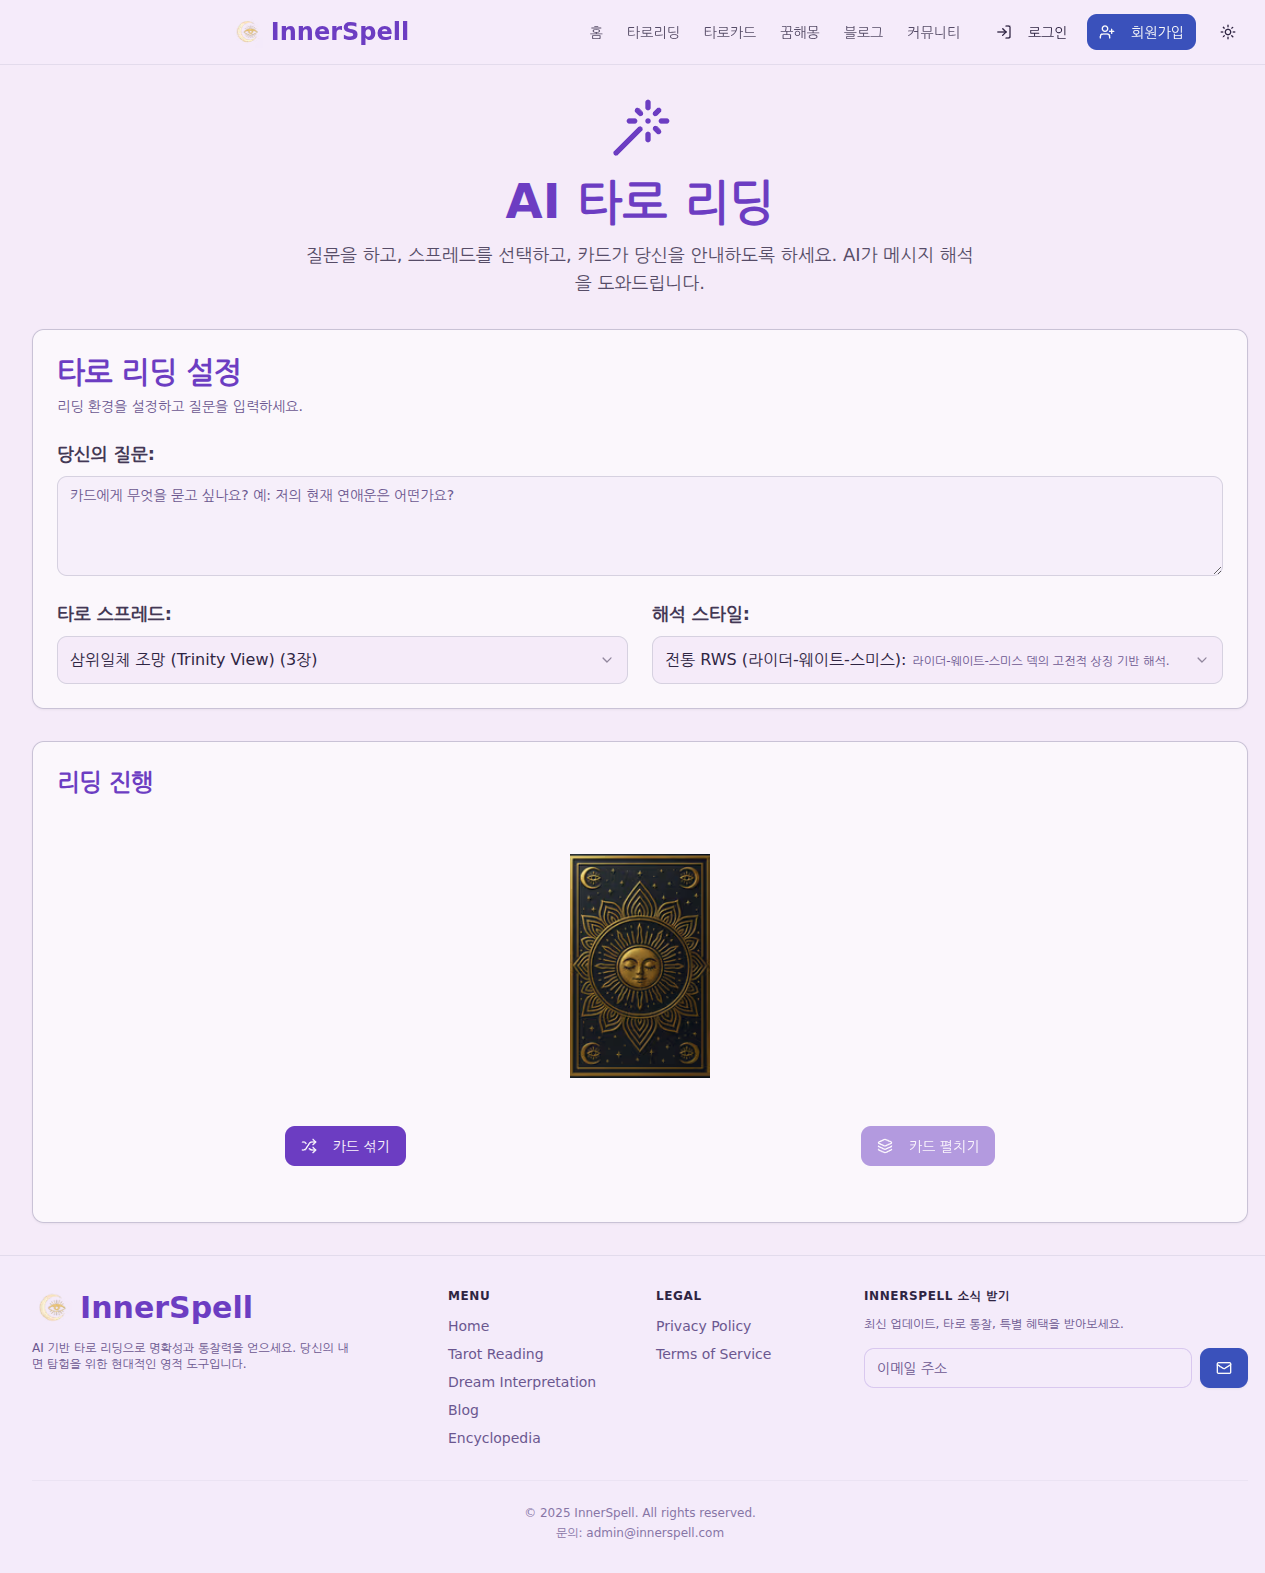 InnerSpell
홈 타로리딩 타로카드 꿈해몽 블로그 커뮤니티 로그인 회원가입
AI 타로 리딩
질문을 하고, 스프레드를 선택하고, 카드가 당신을 안내하도록 하세요. AI가 메시지 해석
을 도와드립니다.
타로 리딩 설정
리딩 환경을 설정하고 질문을 입력하세요.
당신의 질문:
카드에게 무엇을 묻고 싶나요? 예: 저의 현재 연애운은 어떤가요?
타로 스프레드:
삼위일체 조망 (Trinity View) (3장)
해석 스타일:
전통 RWS (라이더-웨이트-스미스): 라이더-웨이트-스미스 덱의 고전적 상징 기반 해석.
리딩 진행
카드 섞기
카드 펼치기
InnerSpell
AI 기반 타로 리딩으로 명확성과 통찰력을 얻으세요. 당신의 내
면 탐험을 위한 현대적인 영적 도구입니다.
MENU
Home
Tarot Reading
Dream Interpretation
Blog
Encyclopedia
LEGAL
Privacy Policy
Terms of Service
INNERSPELL 소식 받기
최신 업데이트, 타로 통찰, 특별 혜택을 받아보세요.
이메일 주소
© 2025 InnerSpell. All rights reserved.
문의: admin@innerspell.com